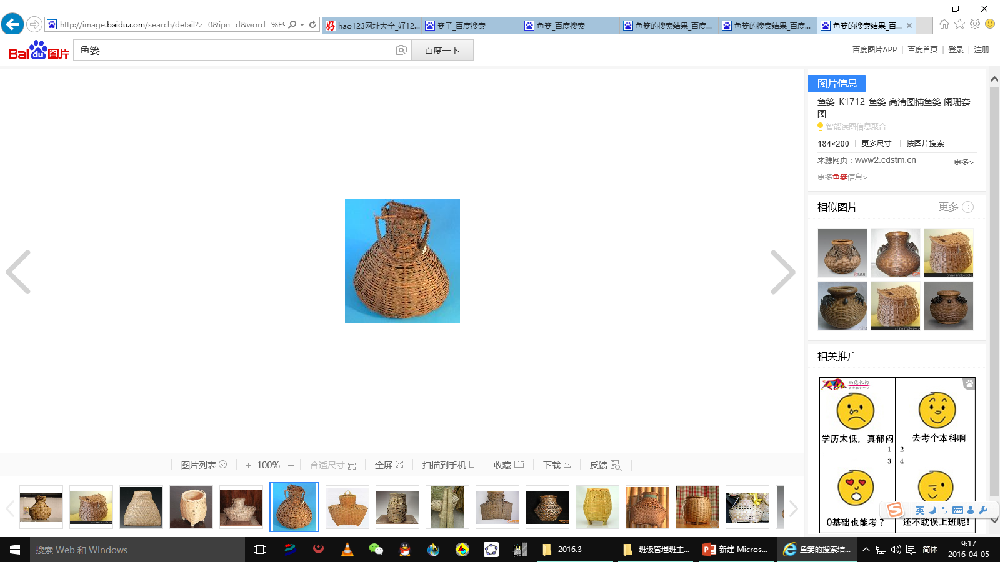 http://image.baidu.com/search/detail?z=0&ipn=d&word=%E9
hao123网址大全_好12...
篓子_百度搜索
鱼篓_百度搜索
鱼篓的搜索结果_百度...
鱼篓的搜索结果_百度...
鱼篓的搜索结果_百...
Bai du 图片
鱼篓
百度一下
百度图片APP | 百度首页 | 登录 | 注册
图片信息
鱼篓_K1712-鱼篓 高清图捕鱼篓 阑珊套
图
智能读图信息聚合
184×200 更多尺寸 按图片搜索
来源网页：www2.cdstm.cn 更多>
更多鱼篓信息>
相似图片 更多
china.makepolo
china.makepolo
相关推广
尚德机构
学历太低，真郁闷
1
去考个本科啊
2
3
0基础也能考？
4
还不耽误上班呢！
图片列表 + 100% − 合适尺寸 全屏 扫描到手机 收藏 下载 反馈
S 英
搜索 Web 和 Windows
2016.3
班级管理班主...
新建 Micros...
鱼篓的搜索结...
简体
9:17
2016-04-05